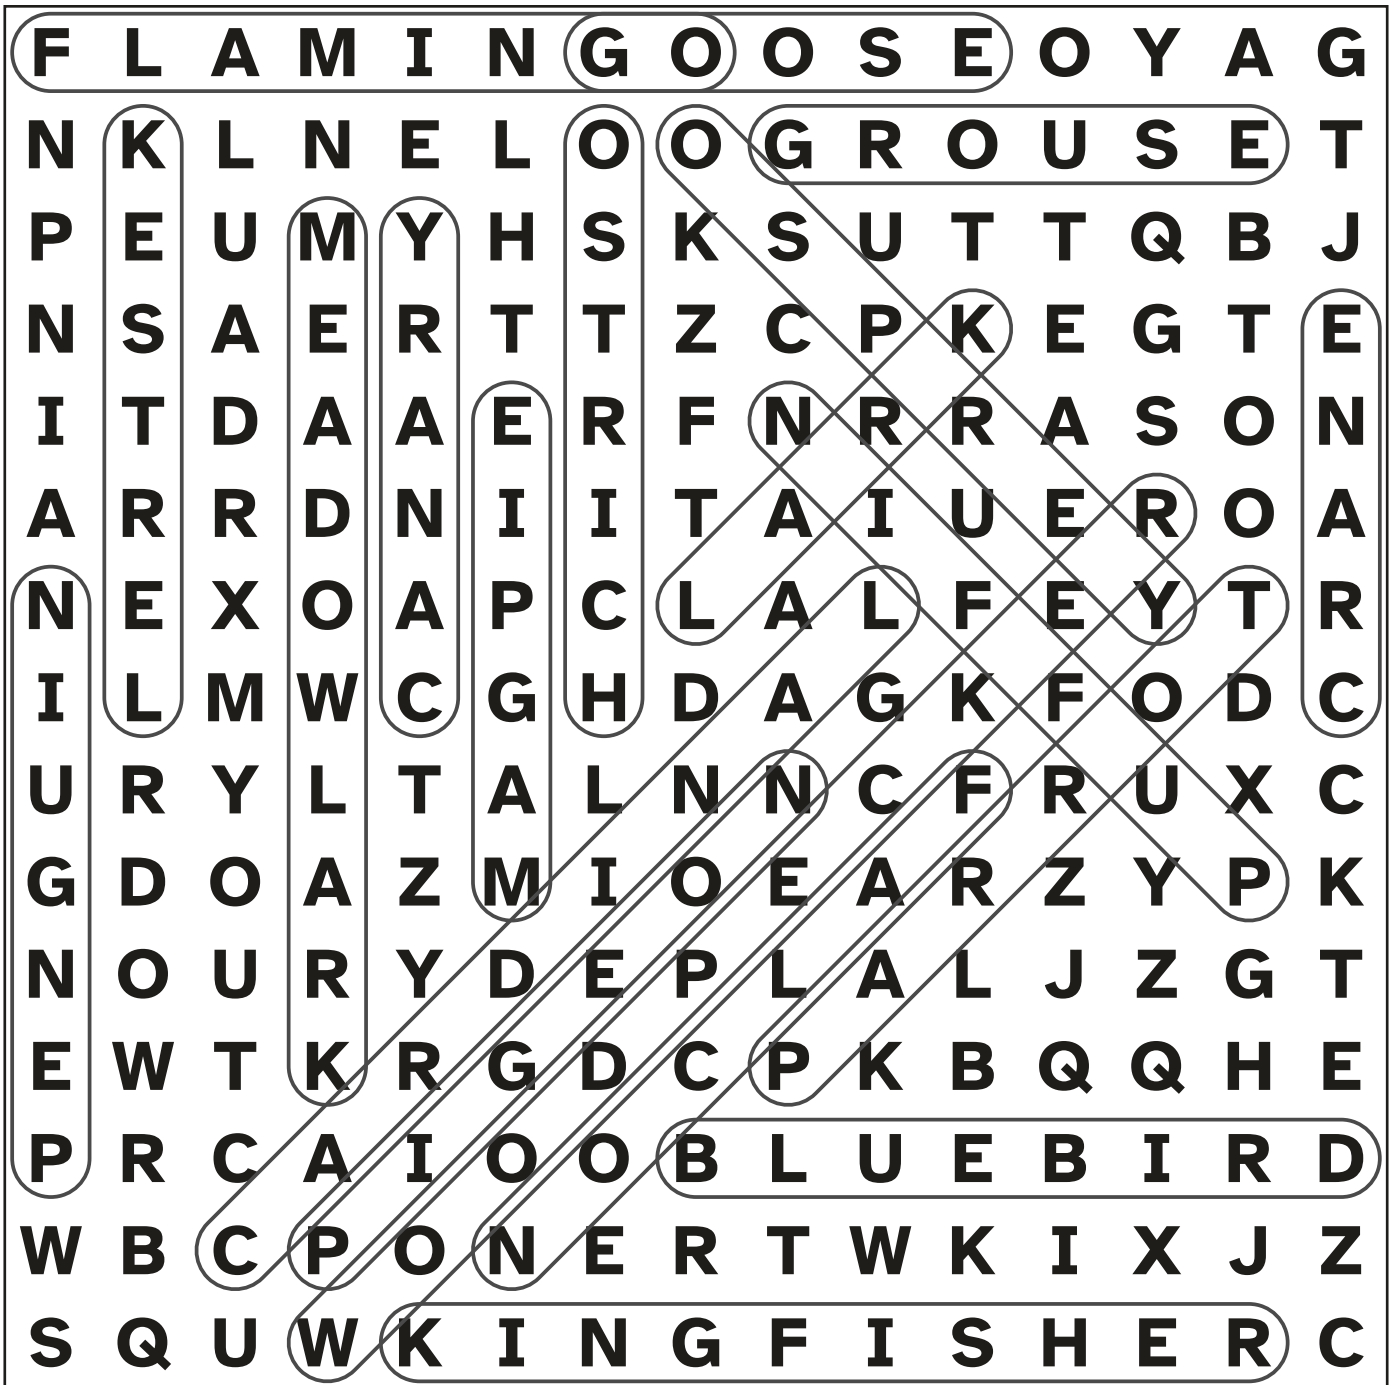 F L A M I N G O O S E O Y A G
N K L N E L O O G R O U S E T
P E U M Y H S K S U T T Q B J
N S A E R T T Z C P K E G T E
I T D A A E R F N R R A S O N
A R R D N I I T A I U E R O A
N E X O A P C L A L F E Y T R
I L M W C G H D A G K F O D C
U R Y L T A L N N C F R U X C
G D O A Z M I O E A R Z Y P K
N O U R Y D E P L A L J Z G T
E W T K R G D C P K B Q Q H E
P R C A I O O B L U E B I R D
W B C P O N E R T W K I X J Z
S Q U W K I N G F I S H E R C